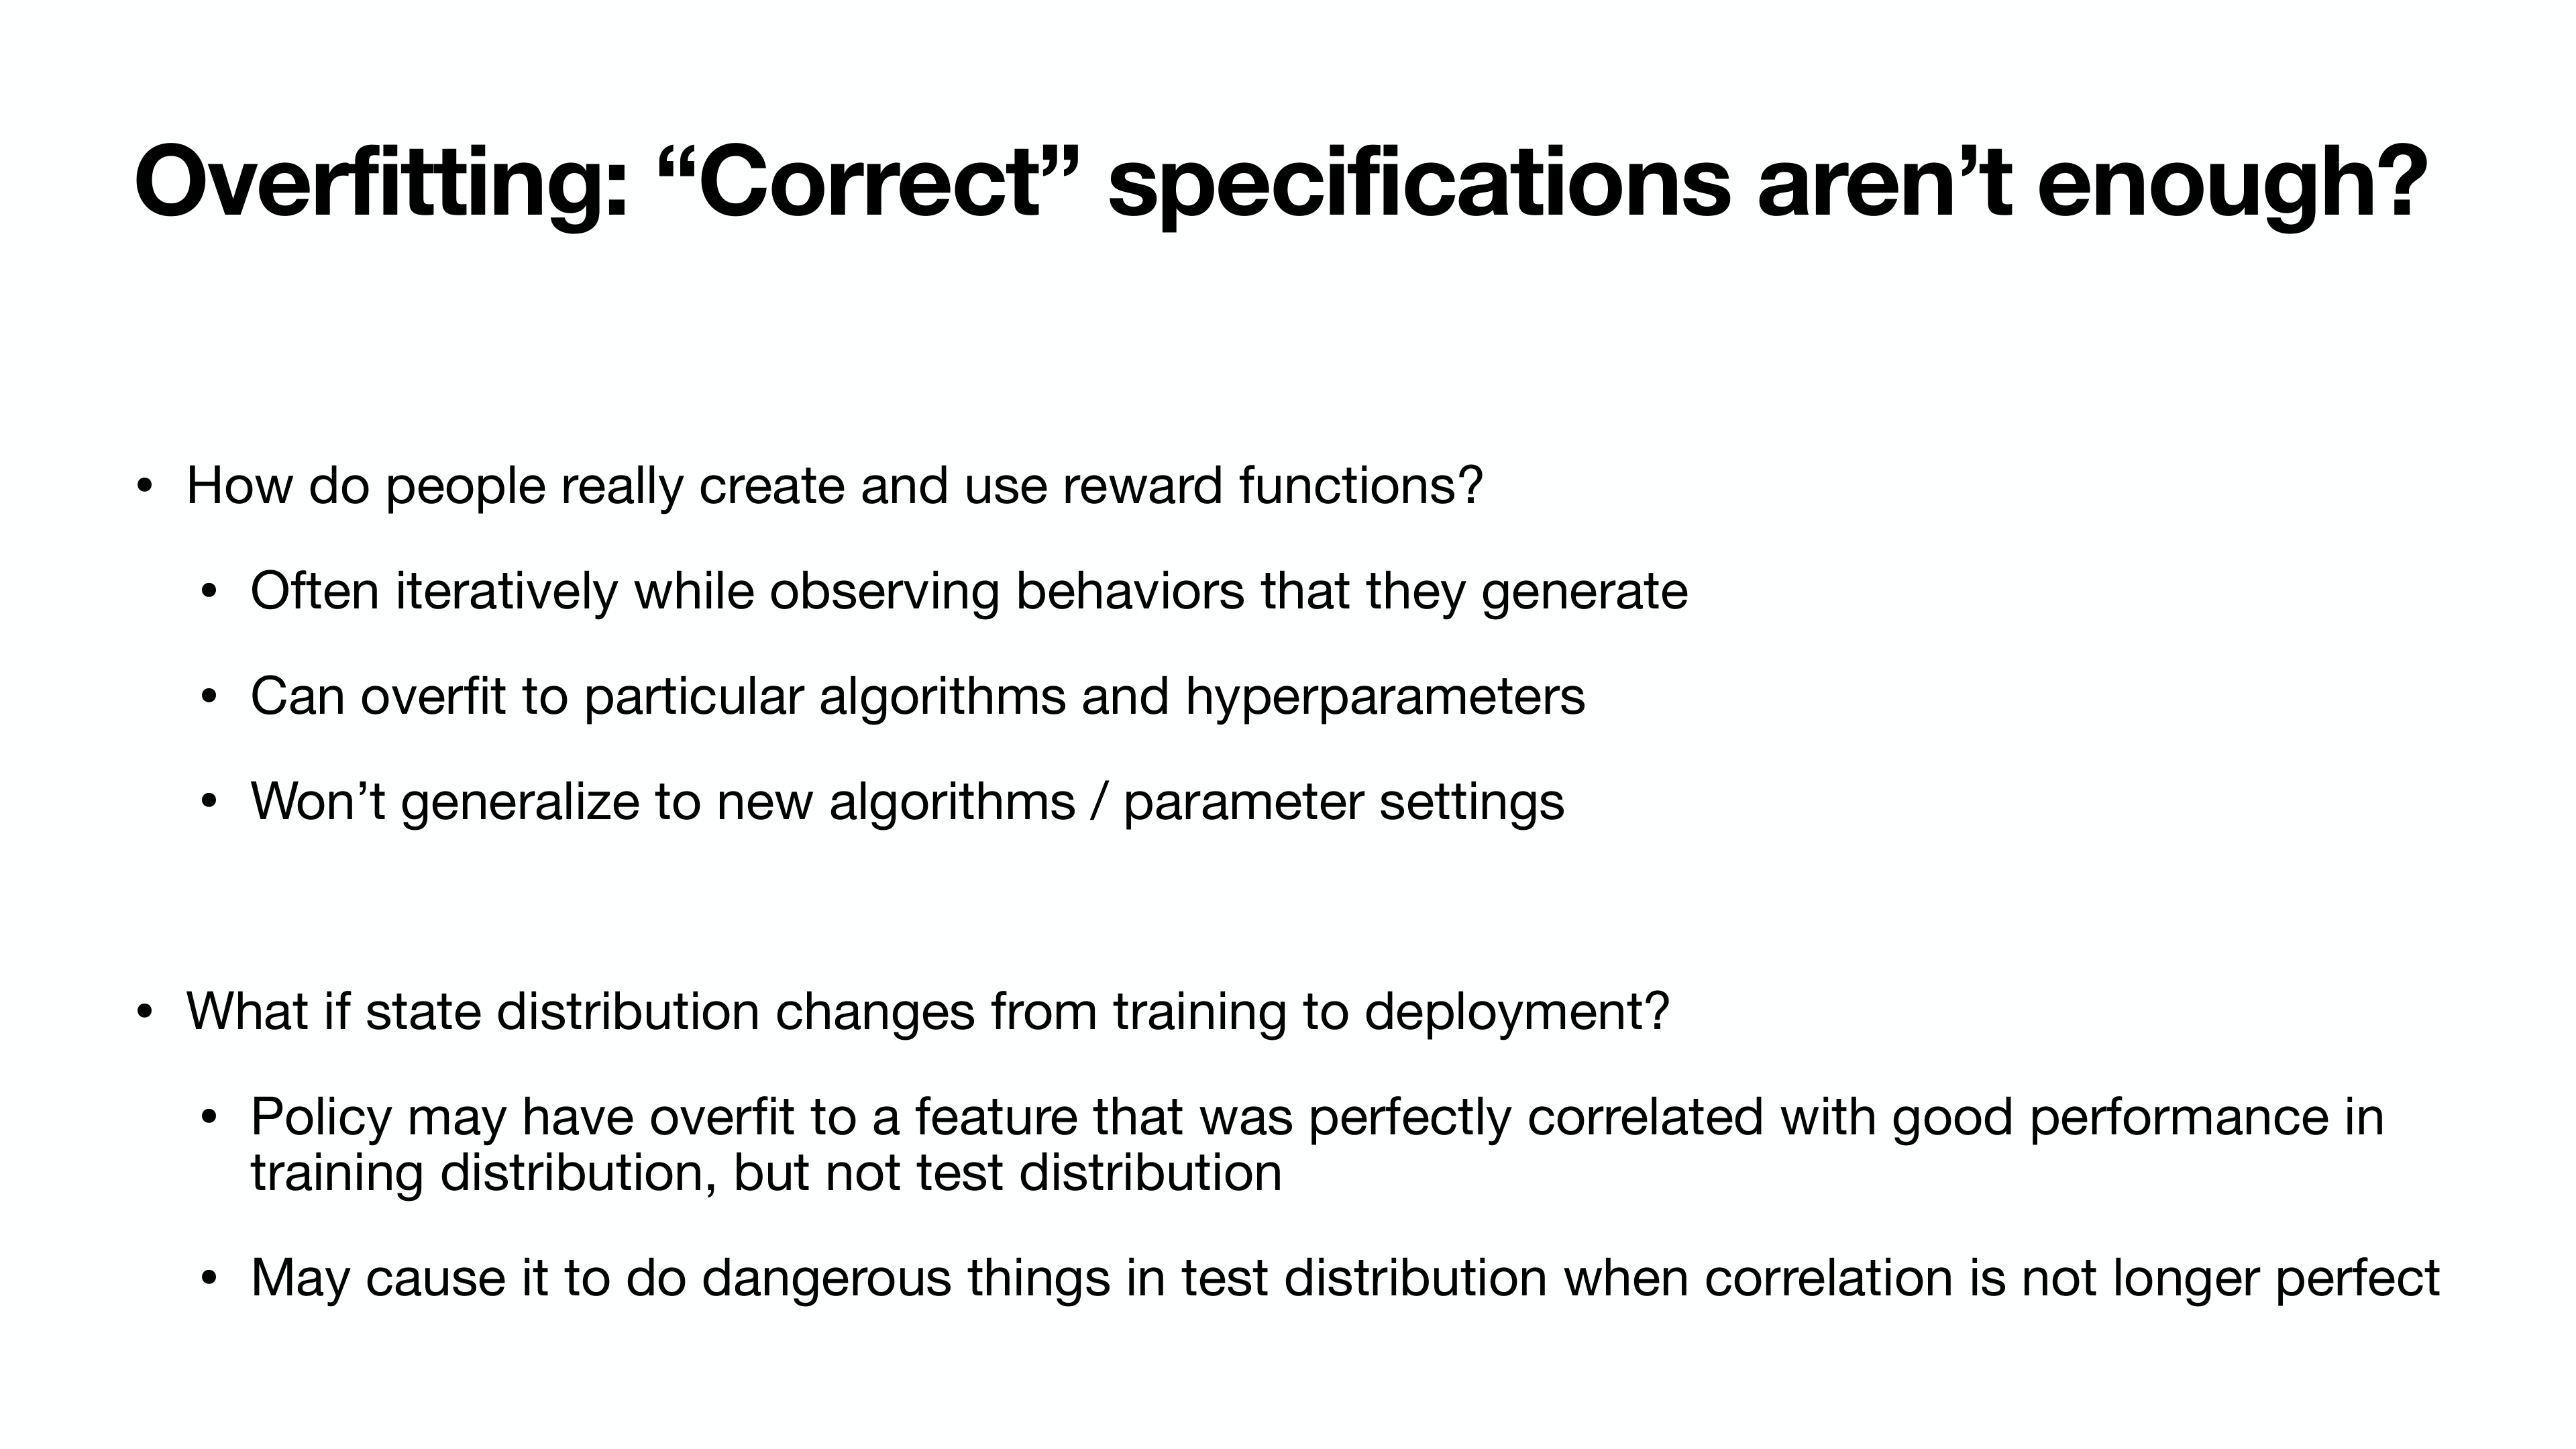 Overfitting: “Correct” specifications aren’t enough?
• How do people really create and use reward functions?
• Often iteratively while observing behaviors that they generate
• Can overfit to particular algorithms and hyperparameters
• Won’t generalize to new algorithms / parameter settings
• What if state distribution changes from training to deployment?
• Policy may have overfit to a feature that was perfectly correlated with good performance in
training distribution, but not test distribution
• May cause it to do dangerous things in test distribution when correlation is not longer perfect